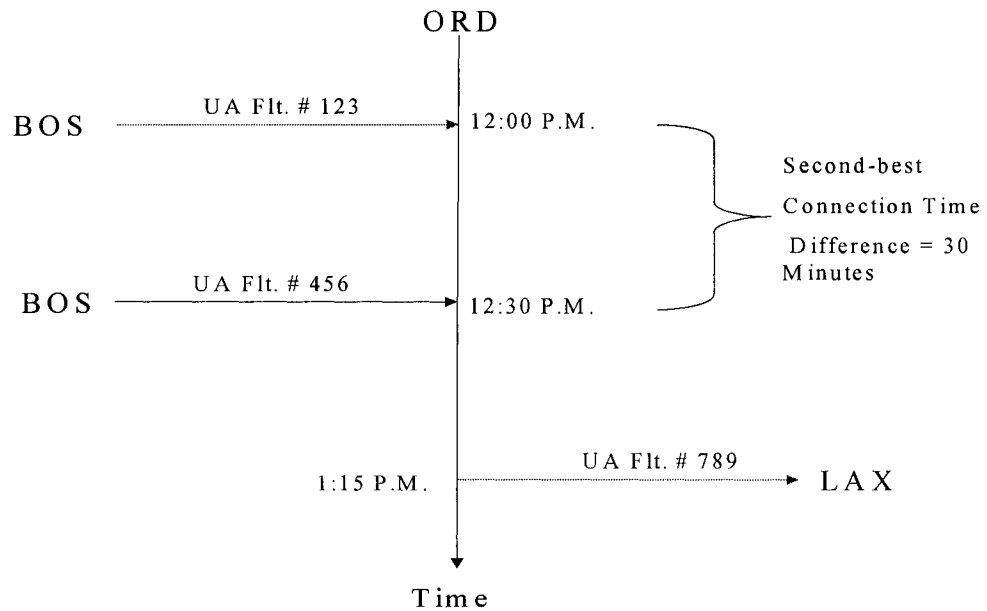 ORD
UA Flt. # 123
BOS
12:00 P.M.
Second-best
Connection Time
Difference = 30
Minutes
UA Flt. # 456
BOS
12:30 P.M.
UA Flt. # 789
1:15 P.M.
LAX
Time